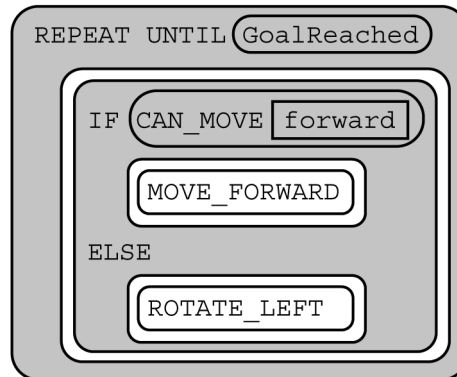 REPEAT UNTIL GoalReached
IF CAN_MOVE forward
MOVE_FORWARD
ELSE
ROTATE_LEFT